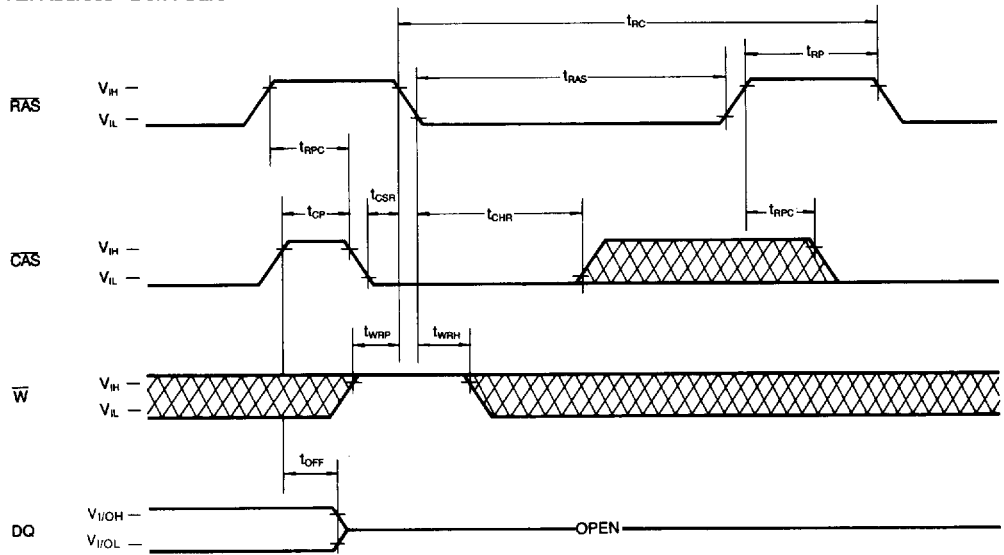 tRC
tRP
tRAS
RAS
VIH
VIL
tRPC
tCSR
tCP
tCHR
tRPC
CAS
VIH
VIL
tWRP
tWRH
W
VIH
VIL
tOFF
DQ
VI/OH
VI/OL
OPEN